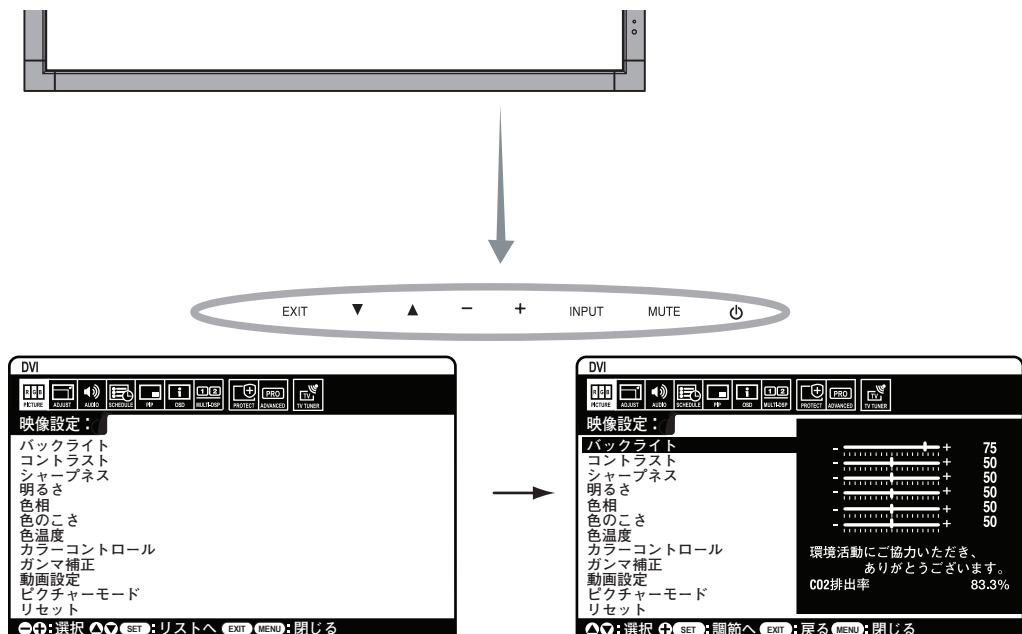 EXIT ▼ ▲ − + INPUT MUTE ⏻
DVI
RGB 1 2 PRO TV
PICTURE ADJUST AUDIO SCHEDULE PIP OSD MULTI-DSP PROTECT ADVANCED TV TUNER
映像設定：
バックライト
コントラスト
シャープネス
明るさ
色相
色のこさ
色温度
カラーコントロール
ガンマ補正
動画設定
ピクチャーモード
リセット
⊖⊕:選択 △▽ SET :リストへ EXIT MENU :閉じる
DVI
RGB 1 2 PRO TV
PICTURE ADJUST AUDIO SCHEDULE PIP OSD MULTI-DSP PROTECT ADVANCED TV TUNER
映像設定：
バックライト - + 75
コントラスト - + 50
シャープネス - + 50
明るさ - + 50
色相 - + 50
色のこさ - + 50
色温度
カラーコントロール
ガンマ補正
動画設定
ピクチャーモード
リセット
環境活動にご協力いただき、
ありがとうございます。
CO2排出率 83.3%
△▽:選択 ⊕ SET :調節へ EXIT :戻る MENU :閉じる